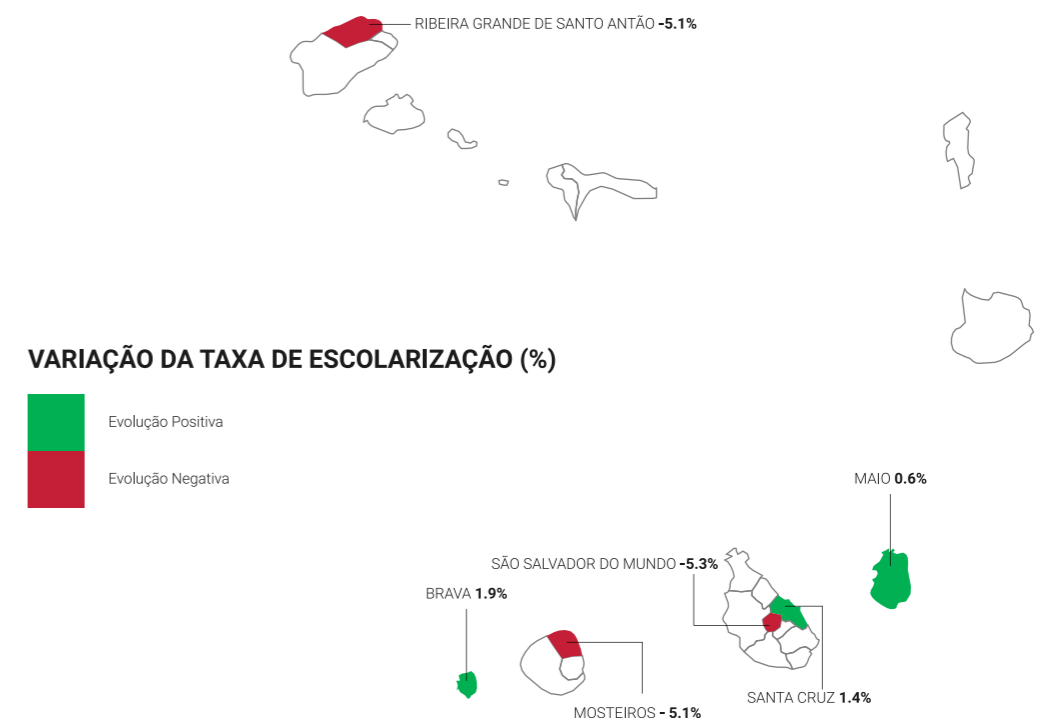 RIBEIRA GRANDE DE SANTO ANTÃO -5.1%
VARIAÇÃO DA TAXA DE ESCOLARIZAÇÃO (%)
Evolução Positiva
Evolução Negativa
MAIO 0.6%
SÃO SALVADOR DO MUNDO -5.3%
BRAVA 1.9%
SANTA CRUZ 1.4%
MOSTEIROS - 5.1%